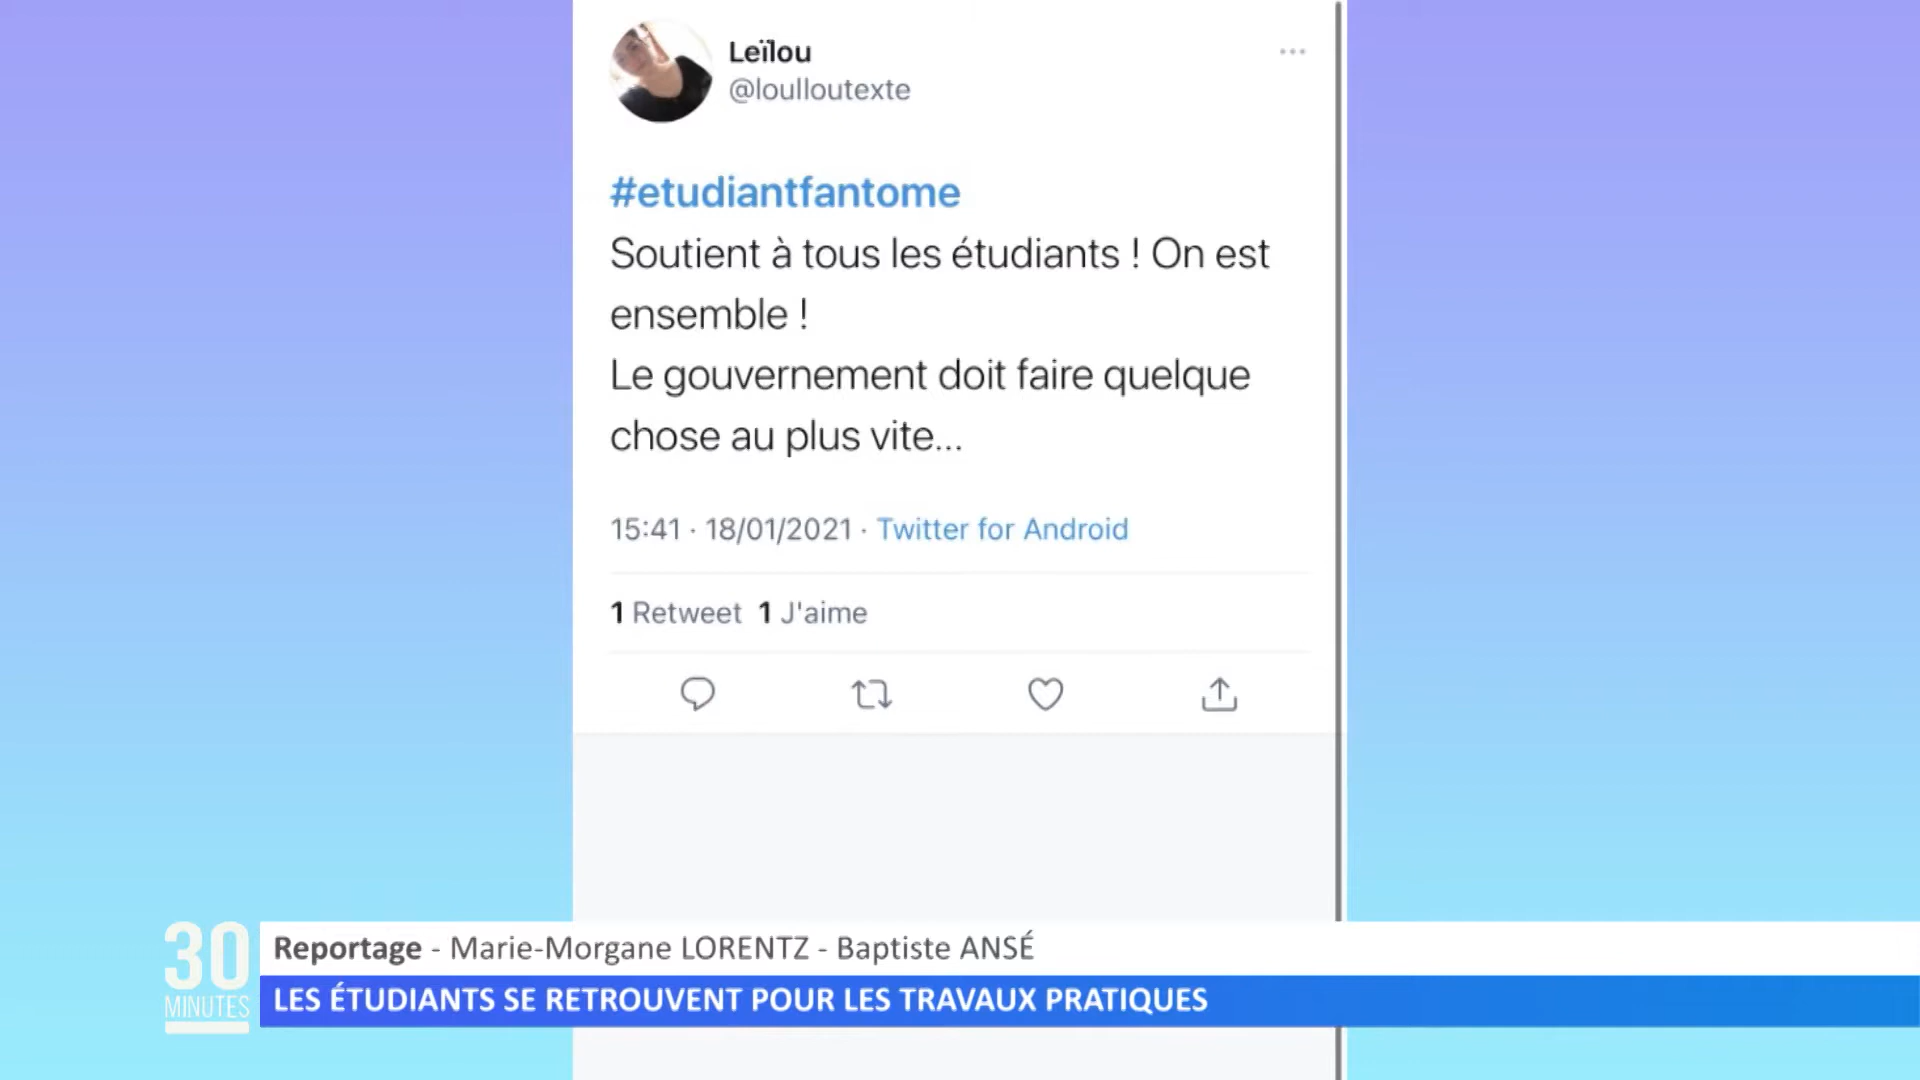 Leïlou
@loulloutexte
#etudiantfantome
Soutient à tous les étudiants ! On est
ensemble !
Le gouvernement doit faire quelque
chose au plus vite...
15:41 · 18/01/2021 · Twitter for Android
1 Retweet 1 J'aime
30
MINUTES
Reportage - Marie-Morgane LORENTZ - Baptiste ANSÉ
LES ÉTUDIANTS SE RETROUVENT POUR LES TRAVAUX PRATIQUES